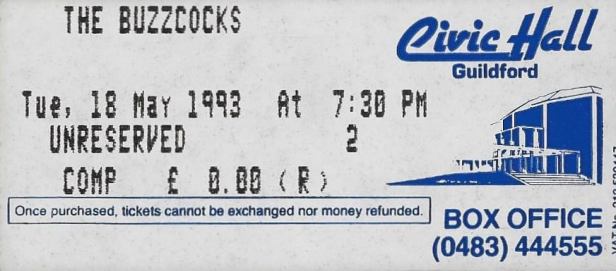 THE BUZZCOCKS
Civic Hall
Guildford
Tue, 18 May 1993 At 7:30 PM
UNRESERVED 2
COMP £ 0.00 (R)
Once purchased, tickets cannot be exchanged nor money refunded.
BOX OFFICE
(0483) 444555